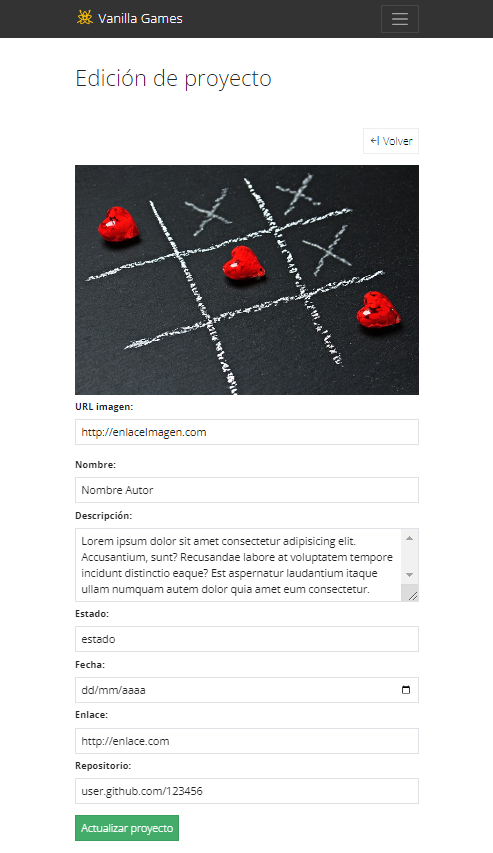 Vanilla Games
Edición de proyecto
Volver
URL imagen:
http://enlaceImagen.com
Nombre:
Nombre Autor
Descripción:
Lorem ipsum dolor sit amet consectetur adipisicing elit.
Accusantium, sunt? Recusandae labore at voluptatem tempore
incidunt distinctio eaque? Est aspernatur laudantium itaque
ullam numquam autem dolor quia amet eum consectetur.
Estado:
estado
Fecha:
dd/mm/aaaa
Enlace:
http://enlace.com
Repositorio:
user.github.com/123456
Actualizar proyecto